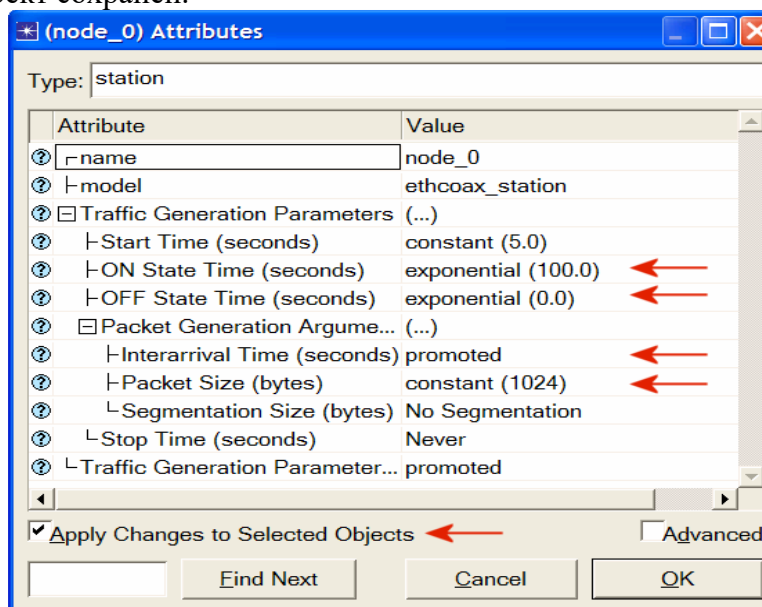 (node_0) Attributes
Type: station
Attribute Value
name node_0
model ethcoax_station
Traffic Generation Parameters (...)
Start Time (seconds) constant (5.0)
ON State Time (seconds) exponential (100.0)
OFF State Time (seconds) exponential (0.0)
Packet Generation Argume... (...)
Interarrival Time (seconds) promoted
Packet Size (bytes) constant (1024)
Segmentation Size (bytes) No Segmentation
Stop Time (seconds) Never
Traffic Generation Parameter... promoted
Apply Changes to Selected Objects Advanced
Find Next Cancel OK